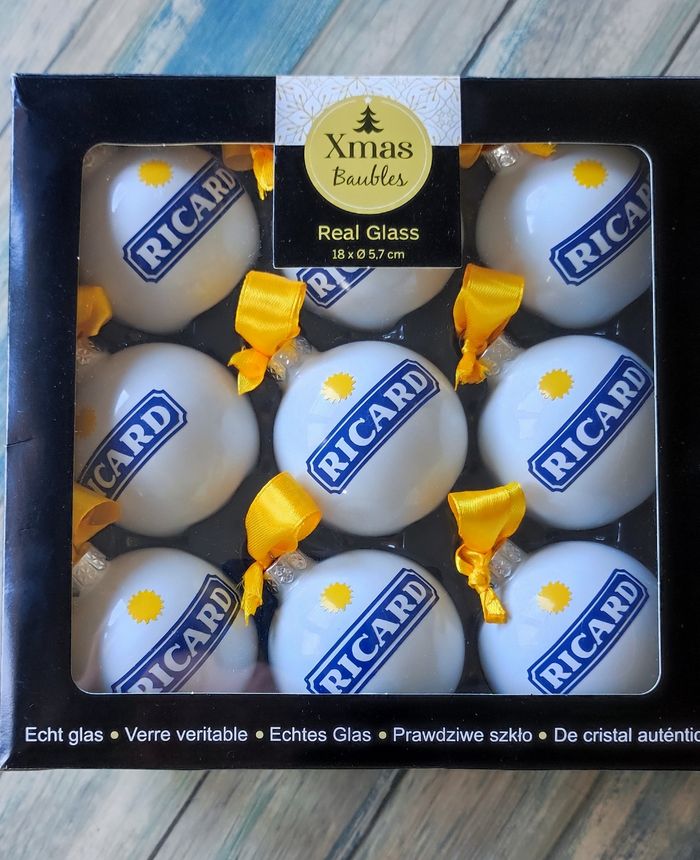 Xmas
Baubles
Real Glass
18 x Ø 5,7 cm
RICARD
RICARD
RICARD
ICARD
RICARD
RICARD
RICARD
RICARD
RICARD
Echt glas • Verre veritable • Echtes Glas • Prawdziwe szkło • De cristal auténtic